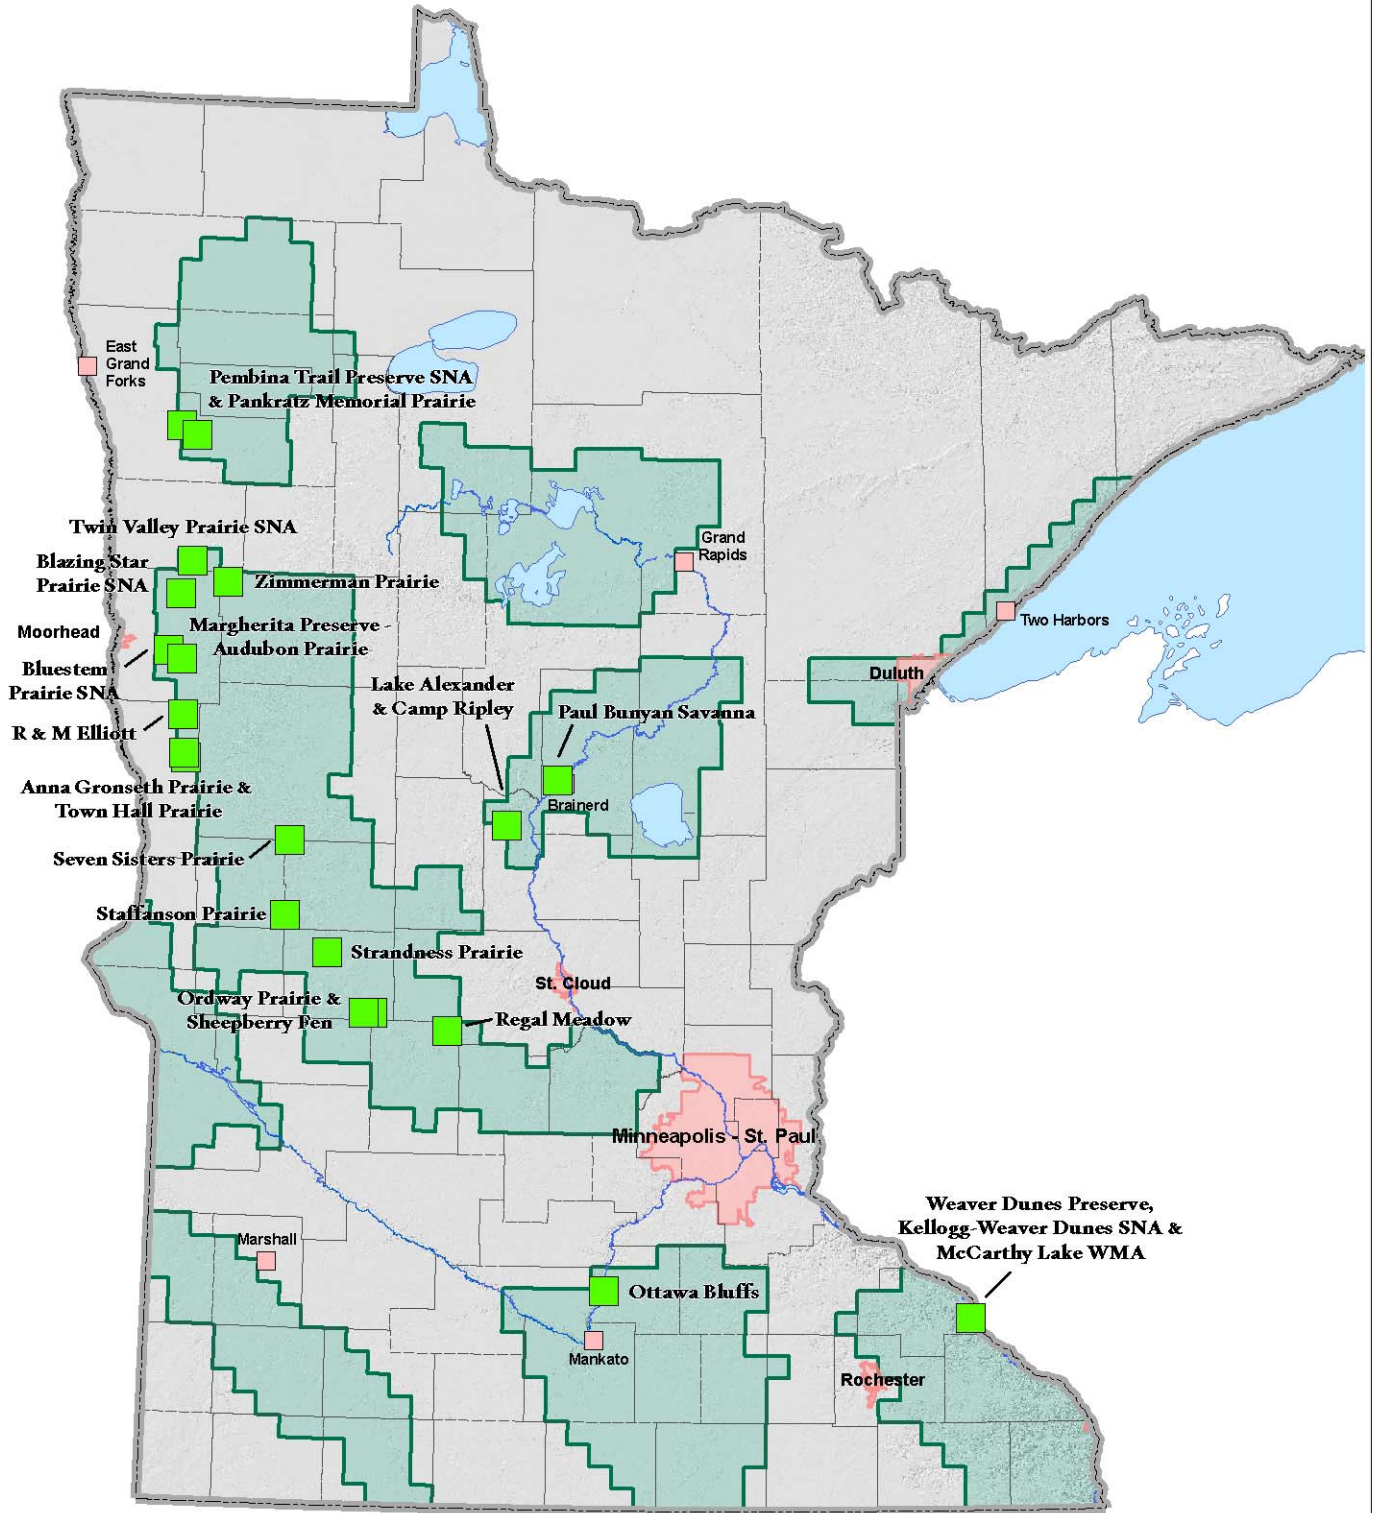 East
Grand
Forks
Pembina Trail Preserve SNA
& Pankratz Memorial Prairie
Twin Valley Prairie SNA
Blazing Star
Prairie SNA
Zimmerman Prairie
Grand
Rapids
Moorhead
Margherita Preserve -
Audubon Prairie
Two Harbors
Bluestem
Prairie SNA
Duluth
Lake Alexander
& Camp Ripley
Paul Bunyan Savanna
R & M Elliott
Anna Gronseth Prairie &
Town Hall Prairie
Brainerd
Seven Sisters Prairie
Staffanson Prairie
Strandness Prairie
St. Cloud
Ordway Prairie &
Sheepberry Fen
Regal Meadow
Minneapolis - St. Paul
Weaver Dunes Preserve,
Kellogg-Weaver Dunes SNA &
McCarthy Lake WMA
Marshall
Ottawa Bluffs
Mankato
Rochester